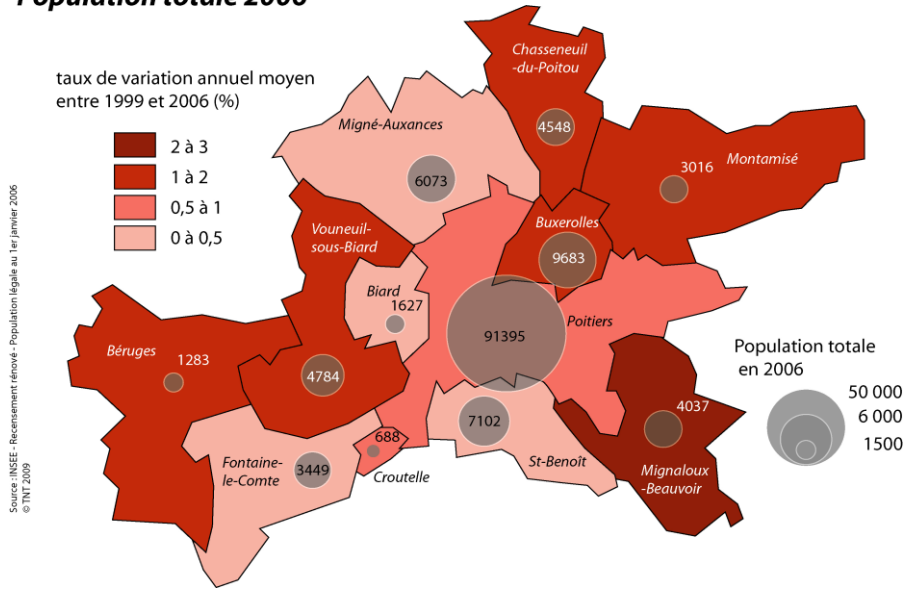 Population totale 2006
taux de variation annuel moyen
entre 1999 et 2006 (%)
2 à 3
1 à 2
0,5 à 1
0 à 0,5
Chasseneuil
-du-Poitou
4548
Migné-Auxances
6073
3016
Montamisé
Vouneuil-
sous-Biard
4784
Buxerolles
9683
Biard
1627
91395
Poitiers
Béruges
1283
7102
St-Benoît
4037
Mignaloux
-Beauvoir
688
Croutelle
Fontaine-
le-Comte
3449
Population totale
en 2006
50 000
6 000
1500
Source : INSEE - Recensement rénové - Population légale au 1er janvier 2006
© TNT 2009